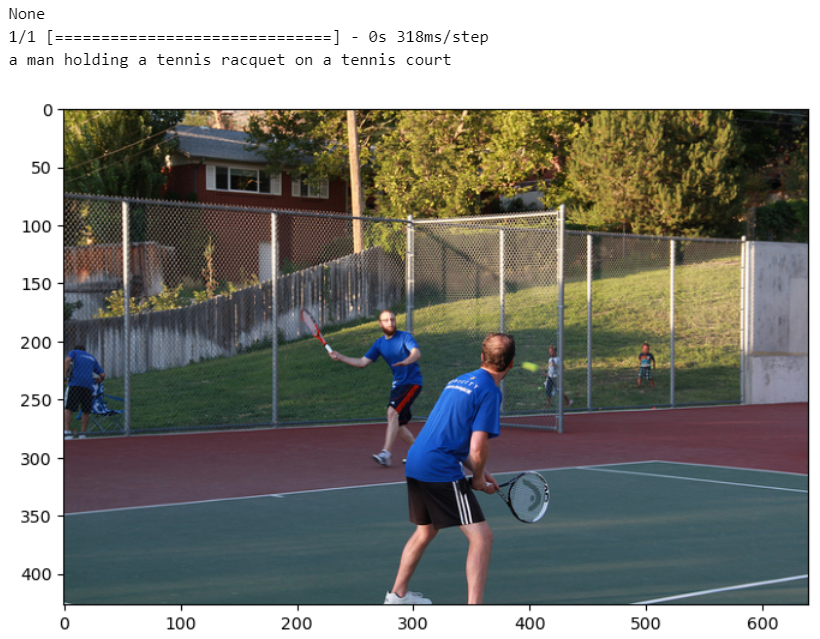 None
1/1 [==============================] - 0s 318ms/step
a man holding a tennis racquet on a tennis court
0
50
100
150
200
250
300
350
400
0 100 200 300 400 500 600